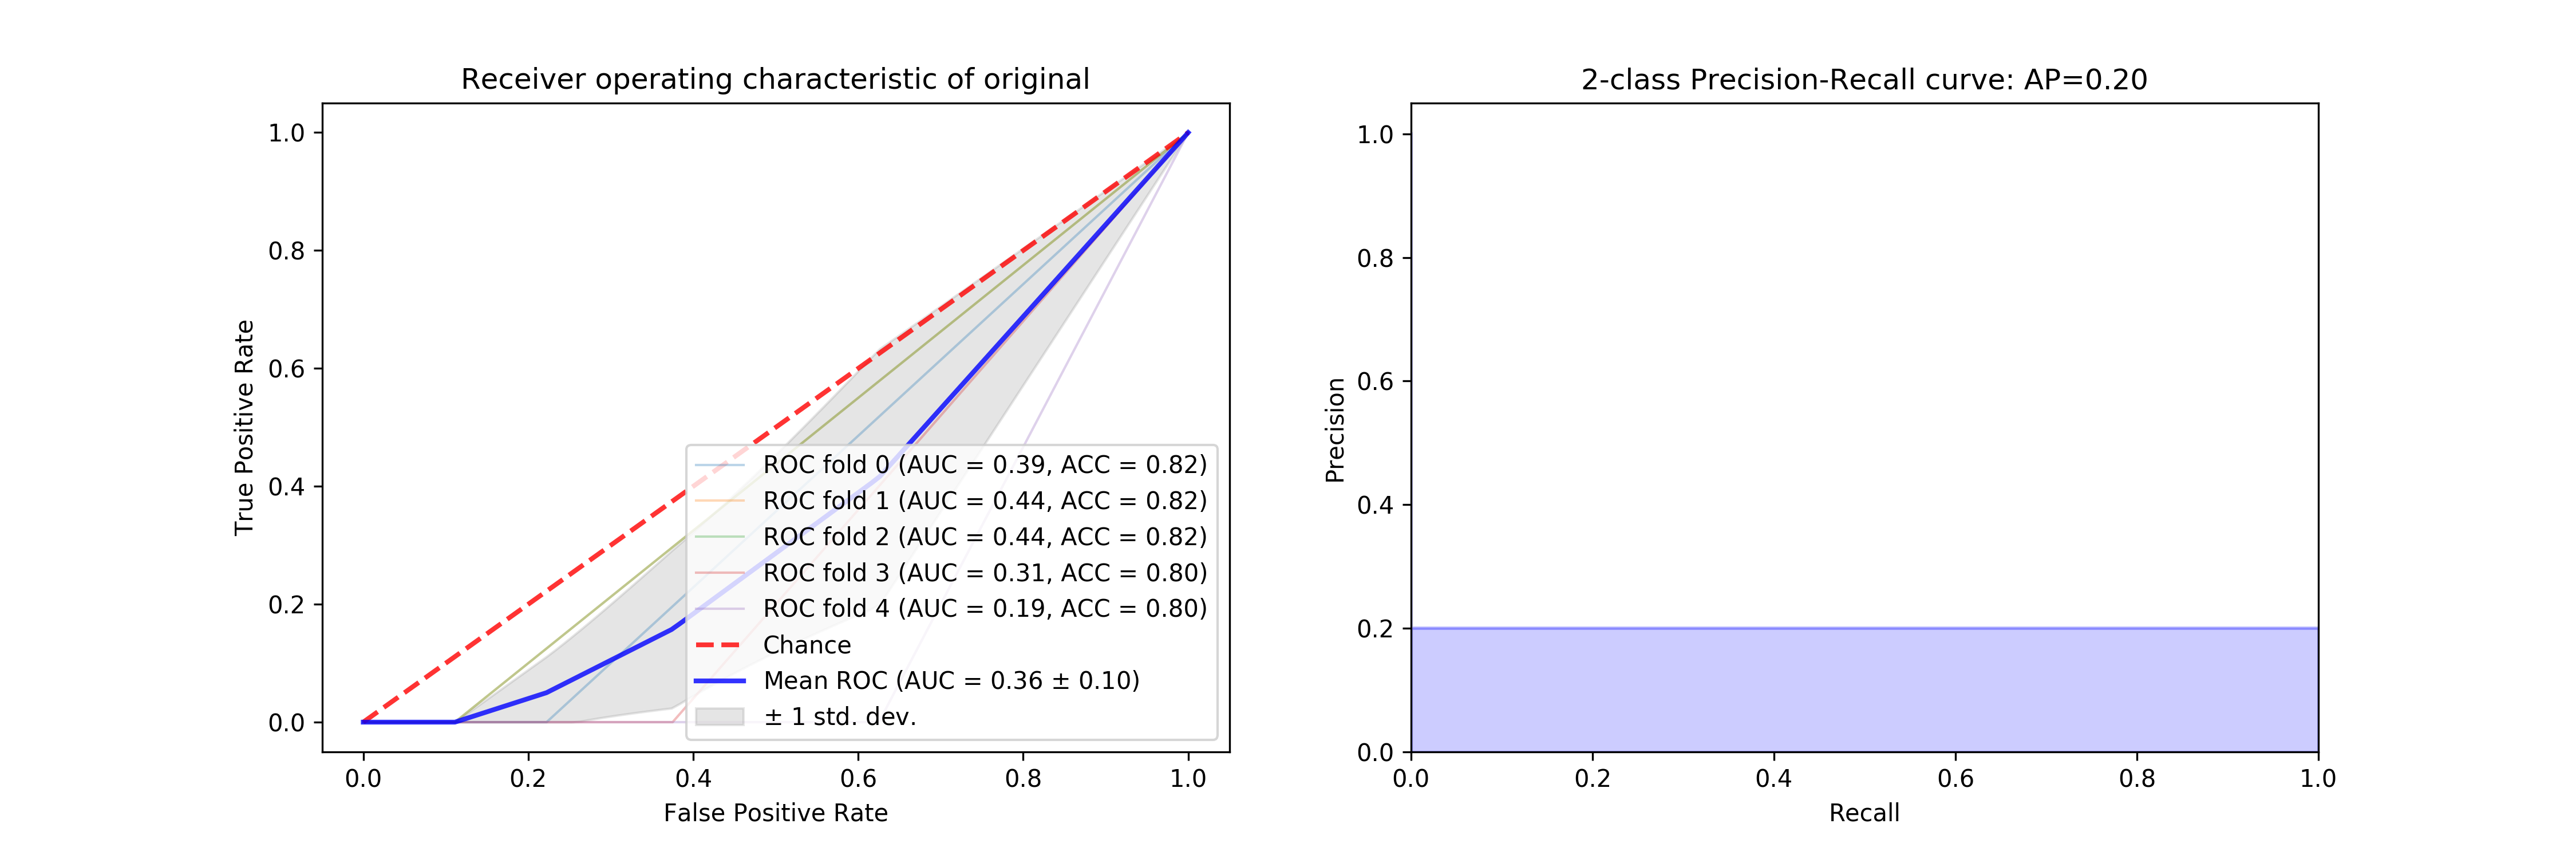 Receiver operating characteristic of original
True Positive Rate
1.0
0.8
0.6
0.4
0.2
0.0
ROC fold 0 (AUC = 0.39, ACC = 0.82)
ROC fold 1 (AUC = 0.44, ACC = 0.82)
ROC fold 2 (AUC = 0.44, ACC = 0.82)
ROC fold 3 (AUC = 0.31, ACC = 0.80)
ROC fold 4 (AUC = 0.19, ACC = 0.80)
Chance
Mean ROC (AUC = 0.36 ± 0.10)
± 1 std. dev.
0.0 0.2 0.4 0.6 0.8 1.0
False Positive Rate
2-class Precision-Recall curve: AP=0.20
Precision
1.0
0.8
0.6
0.4
0.2
0.0
0.0 0.2 0.4 0.6 0.8 1.0
Recall